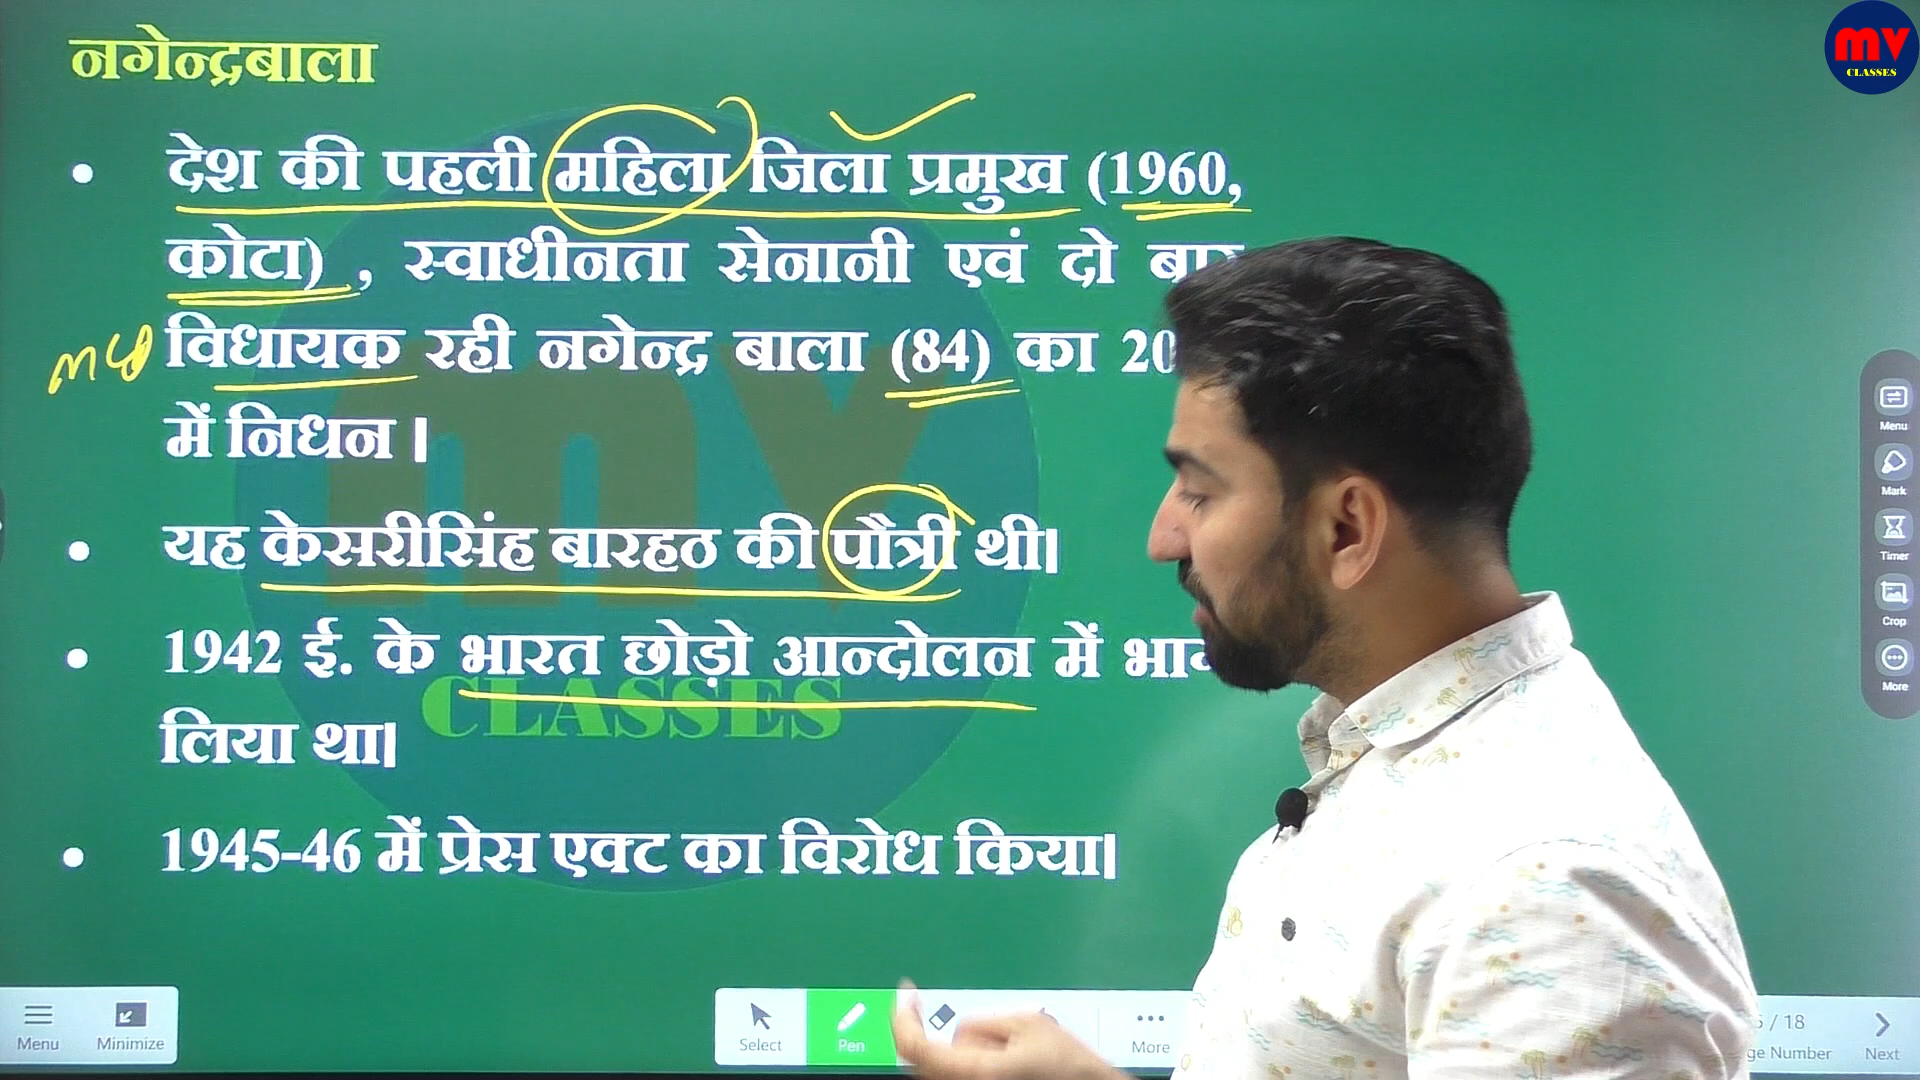 mv
CLASSES
नगेन्द्रबाला
• देश की पहली महिला जिला प्रमुख (1960,
कोटा) , स्वाधीनता सेनानी एवं दो बार
विधायक रही नगेन्द्र बाला (84) का 20
में निधन।
• यह केसरीसिंह बारहठ की पौत्री थी।
• 1942 ई. के भारत छोड़ो आन्दोलन में भाग
लिया था।
• 1945-46 में प्रेस एक्ट का विरोध किया।
mv
CLASSES
Menu
Mark
Timer
Crop
More
Menu
Minimize
Select
Pen
More
/ 18
ge Number
Next